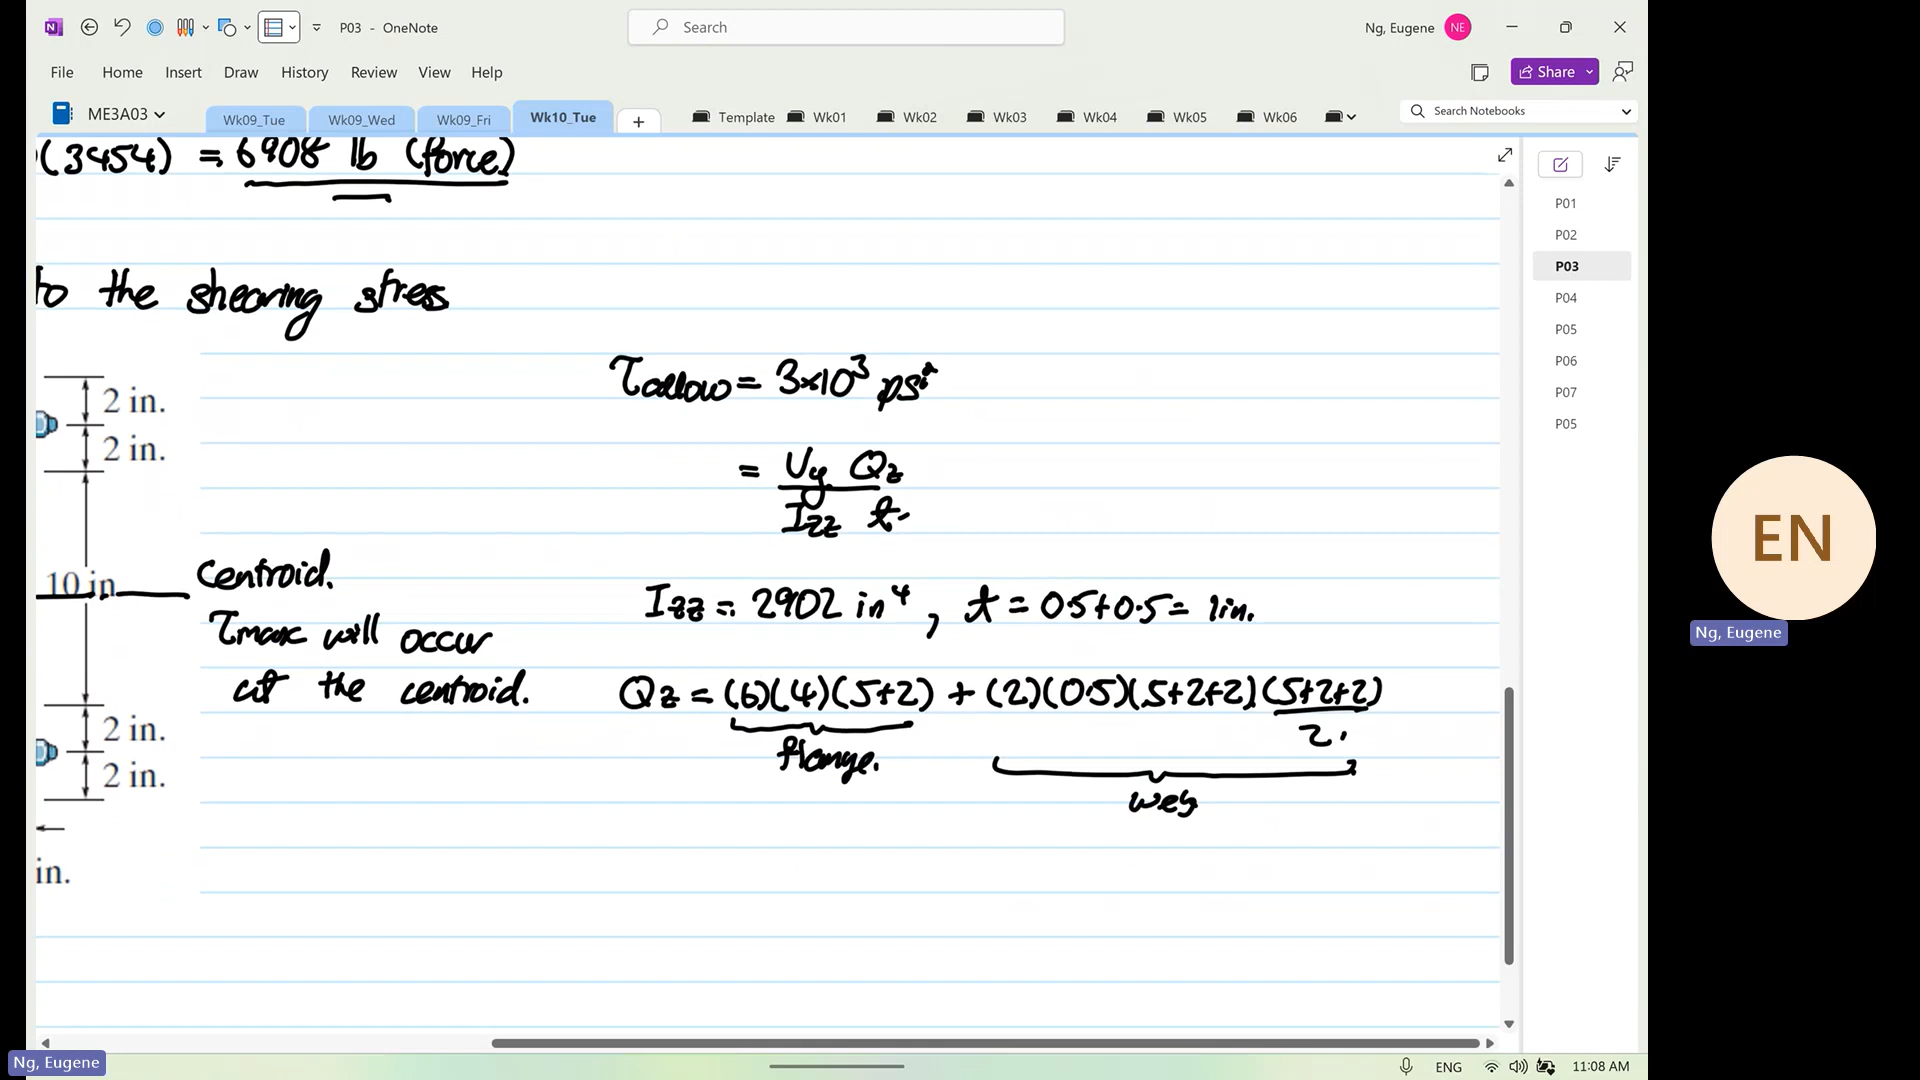 P03 - OneNote
Search
Ng, Eugene
NE
File Home Insert Draw History Review View Help
Share
ME3A03
Wk09_Tue
Wk09_Wed
Wk09_Fri
Wk10_Tue
+
Template
Wk01
Wk02
Wk03
Wk04
Wk05
Wk06
Search Notebooks
P01
P02
P03
P04
P05
P06
P07
P05
(3454) = 6908 lb (force)
to the shearing stress
2 in.
2 in.
10 in
2 in.
2 in.
in.
Centroid.
τmax will occur
at the centroid.
τallow = 3×10³ psi
= Vy Qz
Izz t
Izz = 2902 in⁴, t = 0.5+0.5 = 1in.
Qz = (6)(4)(5+2) + (2)(0.5)(5+2+2)(5+2+2)
2
flange.
web
EN
Ng, Eugene
Ng, Eugene
ENG
11:08 AM